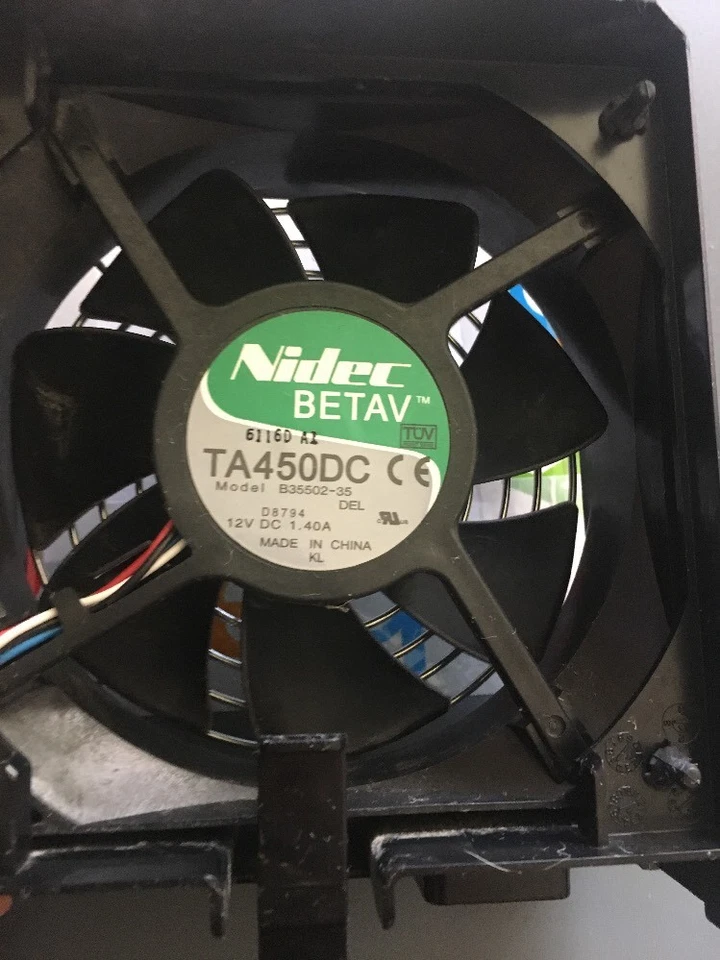 Nidec
BETAV™
6116D A1
TÜV
TA450DC CE
Model B35502-35
DEL
D8794
12V DC 1.40A
MADE IN CHINA
KL